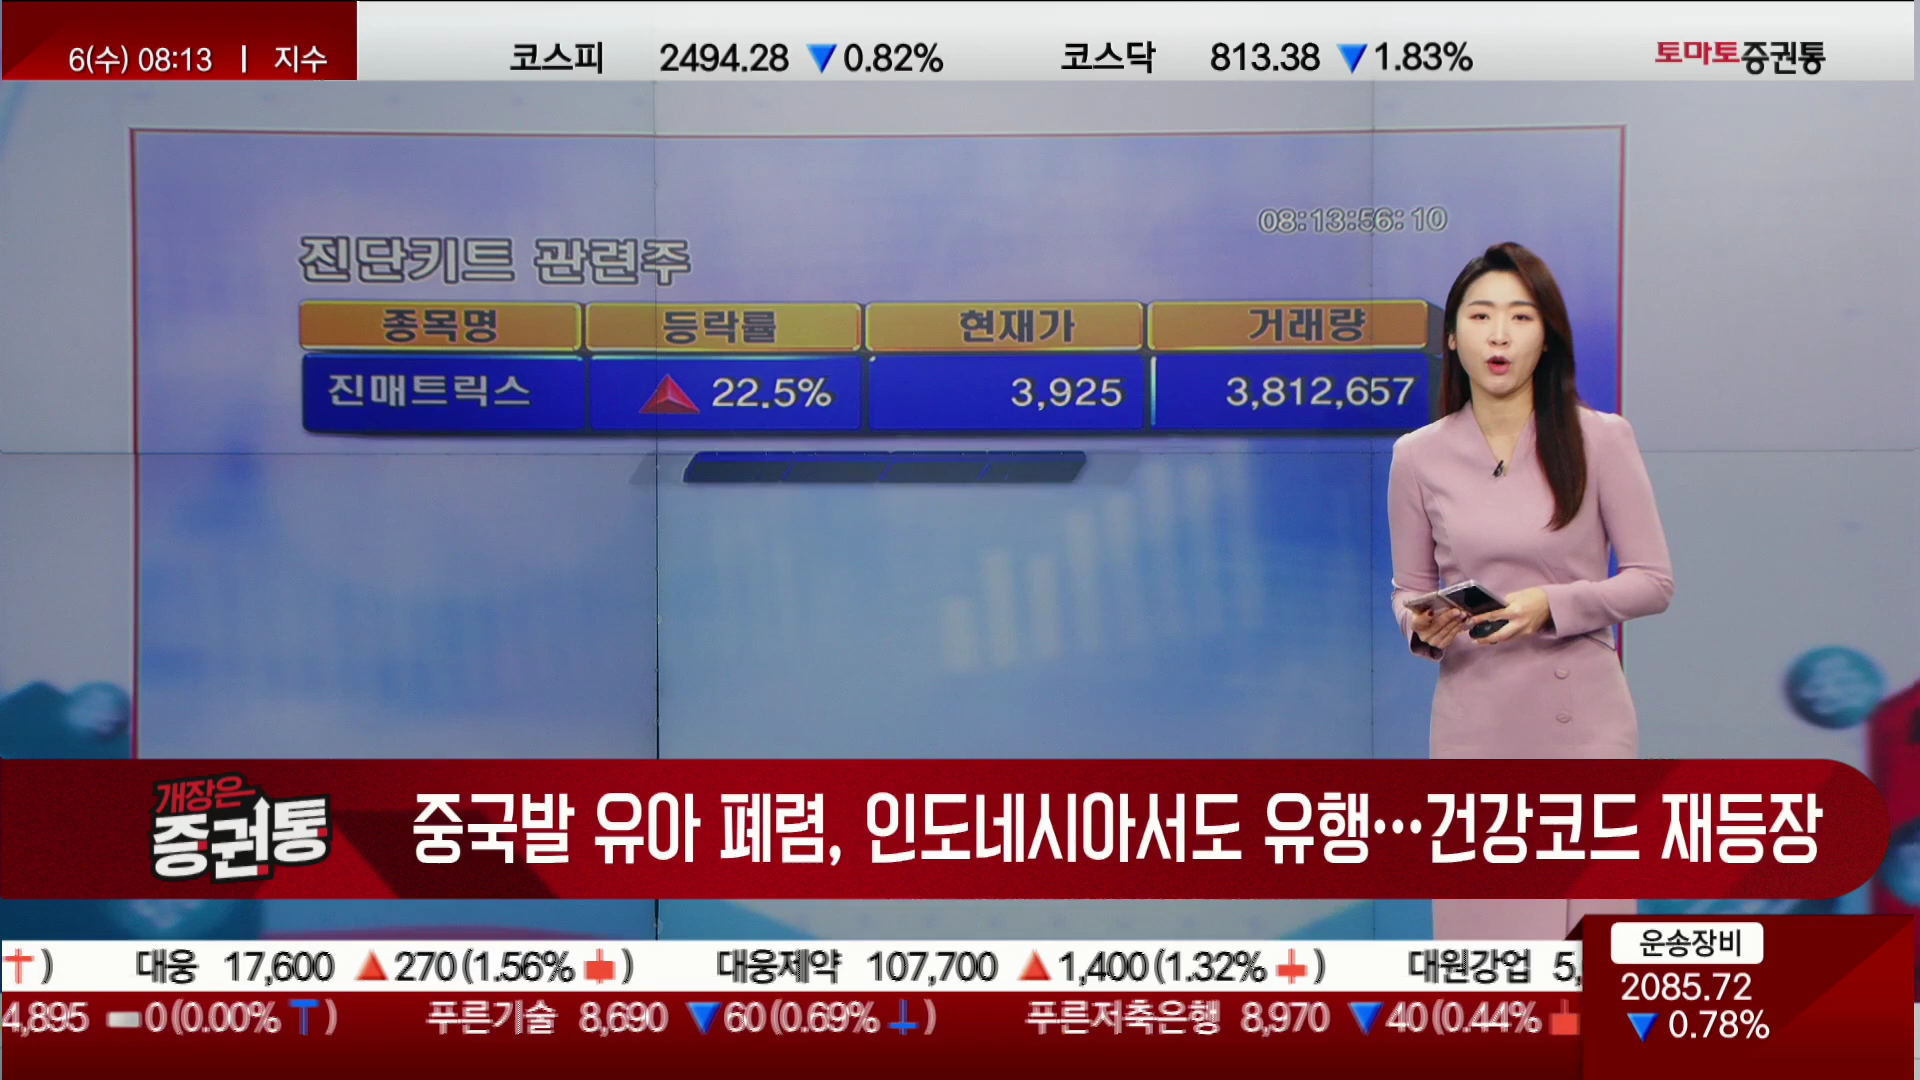 6(수) 08:13 | 지수 코스피 2494.28 ▼0.82% 코스닥 813.38 ▼1.83% 토마토증권통
08:13:56:10
진단키트 관련주
종목명 등락률 현재가 거래량
진매트릭스 ▲ 22.5% 3,925 3,812,657
개장은
증권통
중국발 유아 폐렴, 인도네시아서도 유행…건강코드 재등장
) 대웅 17,600 ▲270(1.56% ) 대웅제약 107,700 ▲1,400(1.32% ) 대원강업 5,
4,895 0(0.00% ) 푸른기술 8,690 ▼60(0.69% ) 푸른저축은행 8,970 ▼40(0.44%
운송장비
2085.72
▼ 0.78%